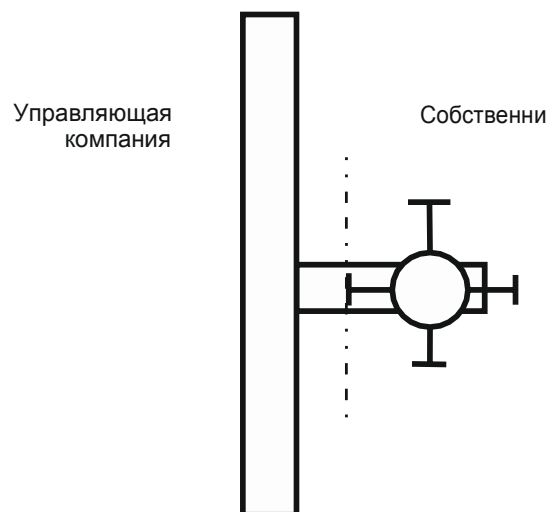 Управляющая
компания
Собственни